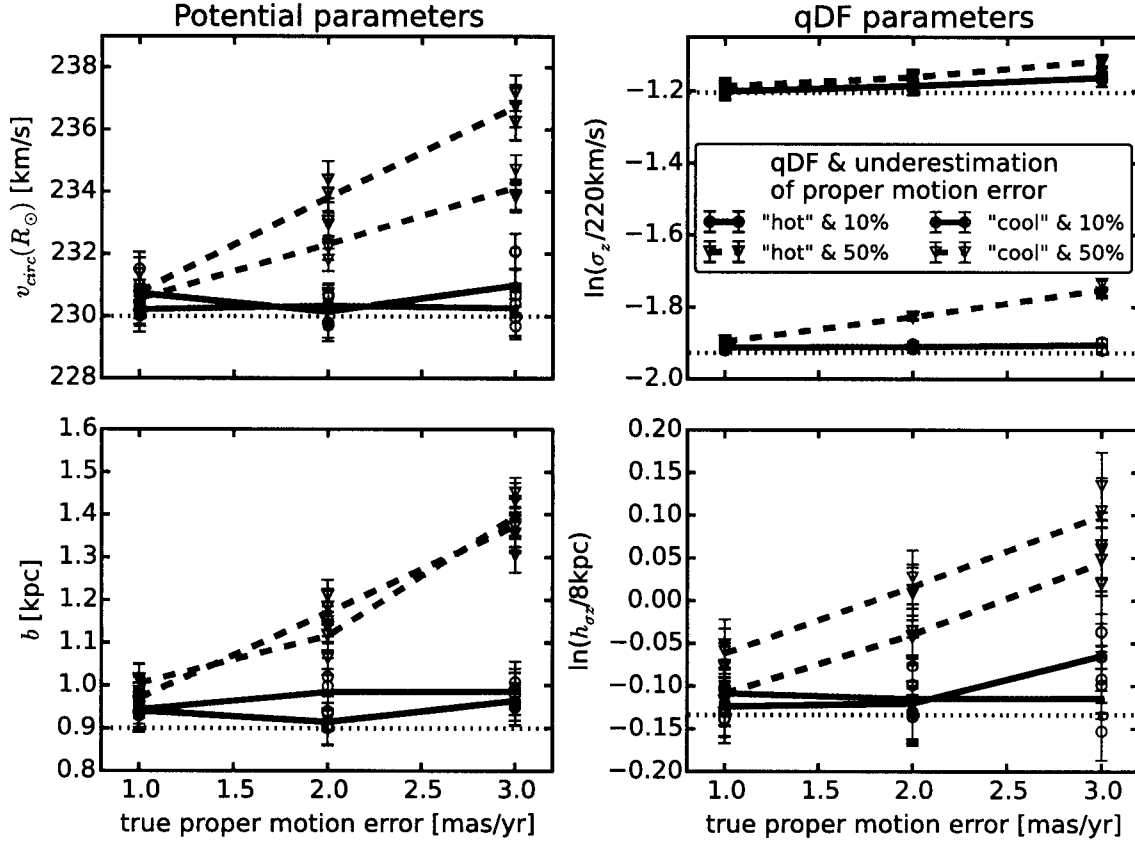 Potential parameters
qDF parameters
v_circ(R_⊙) [km/s]
238
236
234
232
230
228
ln(σ_z/220km/s)
−1.2
−1.4
−1.6
−1.8
−2.0
qDF & underestimation
of proper motion error
"hot" & 10%
"cool" & 10%
"hot" & 50%
"cool" & 50%
b [kpc]
1.6
1.5
1.4
1.3
1.2
1.1
1.0
0.9
0.8
1.0 1.5 2.0 2.5 3.0
true proper motion error [mas/yr]
ln(h_σz/8kpc)
0.20
0.15
0.10
0.05
0.00
−0.05
−0.10
−0.15
−0.20
1.0 1.5 2.0 2.5 3.0
true proper motion error [mas/yr]